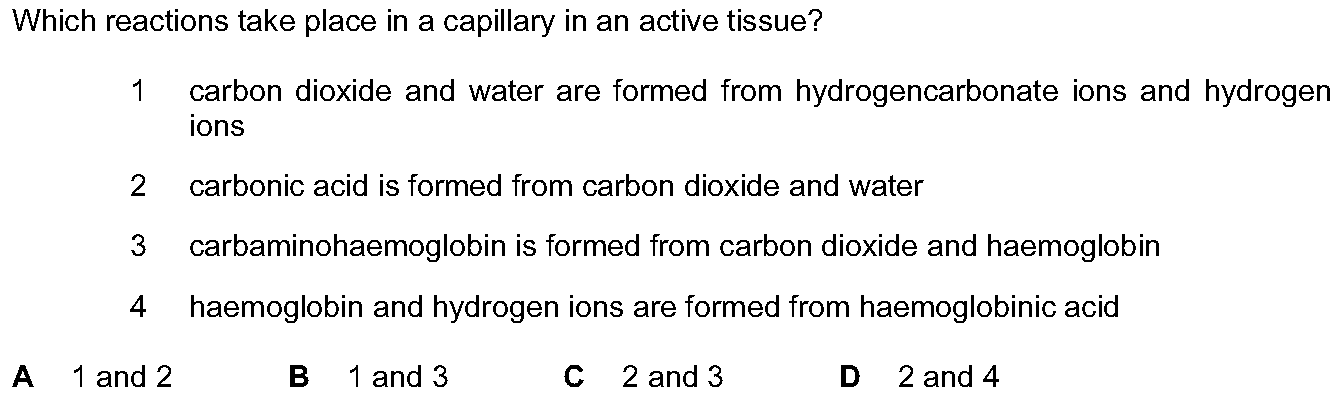 Which reactions take place in a capillary in an active tissue?
1 carbon dioxide and water are formed from hydrogencarbonate ions and hydrogen
ions
2 carbonic acid is formed from carbon dioxide and water
3 carbaminohaemoglobin is formed from carbon dioxide and haemoglobin
4 haemoglobin and hydrogen ions are formed from haemoglobinic acid
A 1 and 2 B 1 and 3 C 2 and 3 D 2 and 4